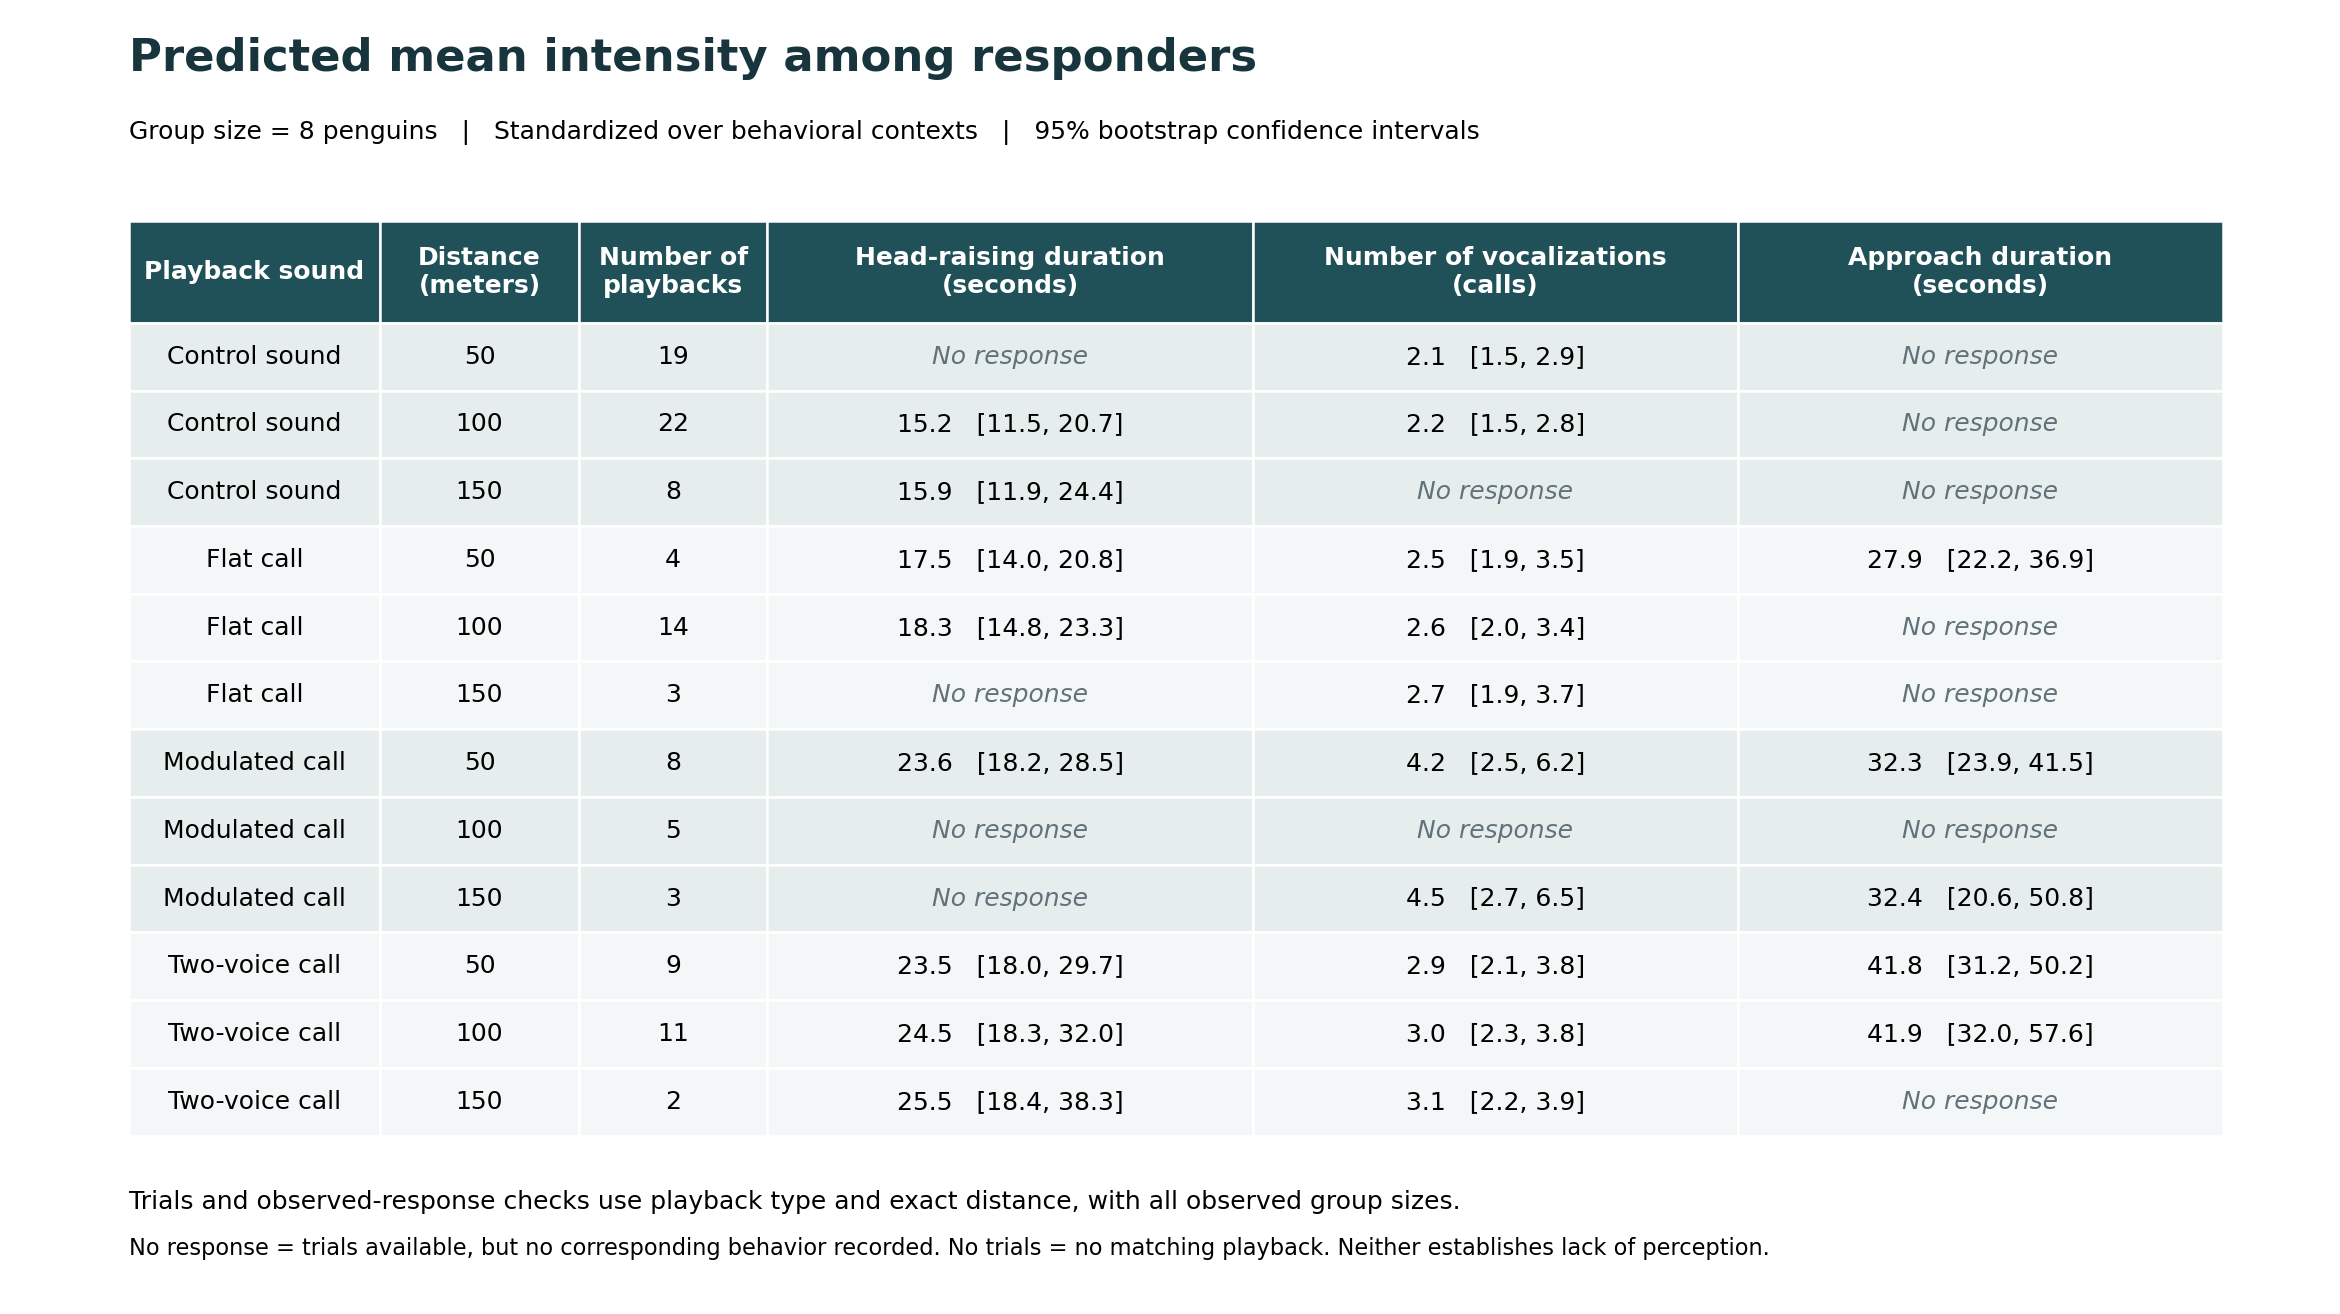 Predicted mean intensity among responders
Group size = 8 penguins | Standardized over behavioral contexts | 95% bootstrap confidence intervals
Playback sound Distance (meters) Number of playbacks Head-raising duration (seconds) Number of vocalizations (calls) Approach duration (seconds)
Control sound 50 19 No response 2.1 [1.5, 2.9] No response
Control sound 100 22 15.2 [11.5, 20.7] 2.2 [1.5, 2.8] No response
Control sound 150 8 15.9 [11.9, 24.4] No response No response
Flat call 50 4 17.5 [14.0, 20.8] 2.5 [1.9, 3.5] 27.9 [22.2, 36.9]
Flat call 100 14 18.3 [14.8, 23.3] 2.6 [2.0, 3.4] No response
Flat call 150 3 No response 2.7 [1.9, 3.7] No response
Modulated call 50 8 23.6 [18.2, 28.5] 4.2 [2.5, 6.2] 32.3 [23.9, 41.5]
Modulated call 100 5 No response No response No response
Modulated call 150 3 No response 4.5 [2.7, 6.5] 32.4 [20.6, 50.8]
Two-voice call 50 9 23.5 [18.0, 29.7] 2.9 [2.1, 3.8] 41.8 [31.2, 50.2]
Two-voice call 100 11 24.5 [18.3, 32.0] 3.0 [2.3, 3.8] 41.9 [32.0, 57.6]
Two-voice call 150 2 25.5 [18.4, 38.3] 3.1 [2.2, 3.9] No response
Trials and observed-response checks use playback type and exact distance, with all observed group sizes.
No response = trials available, but no corresponding behavior recorded. No trials = no matching playback. Neither establishes lack of perception.